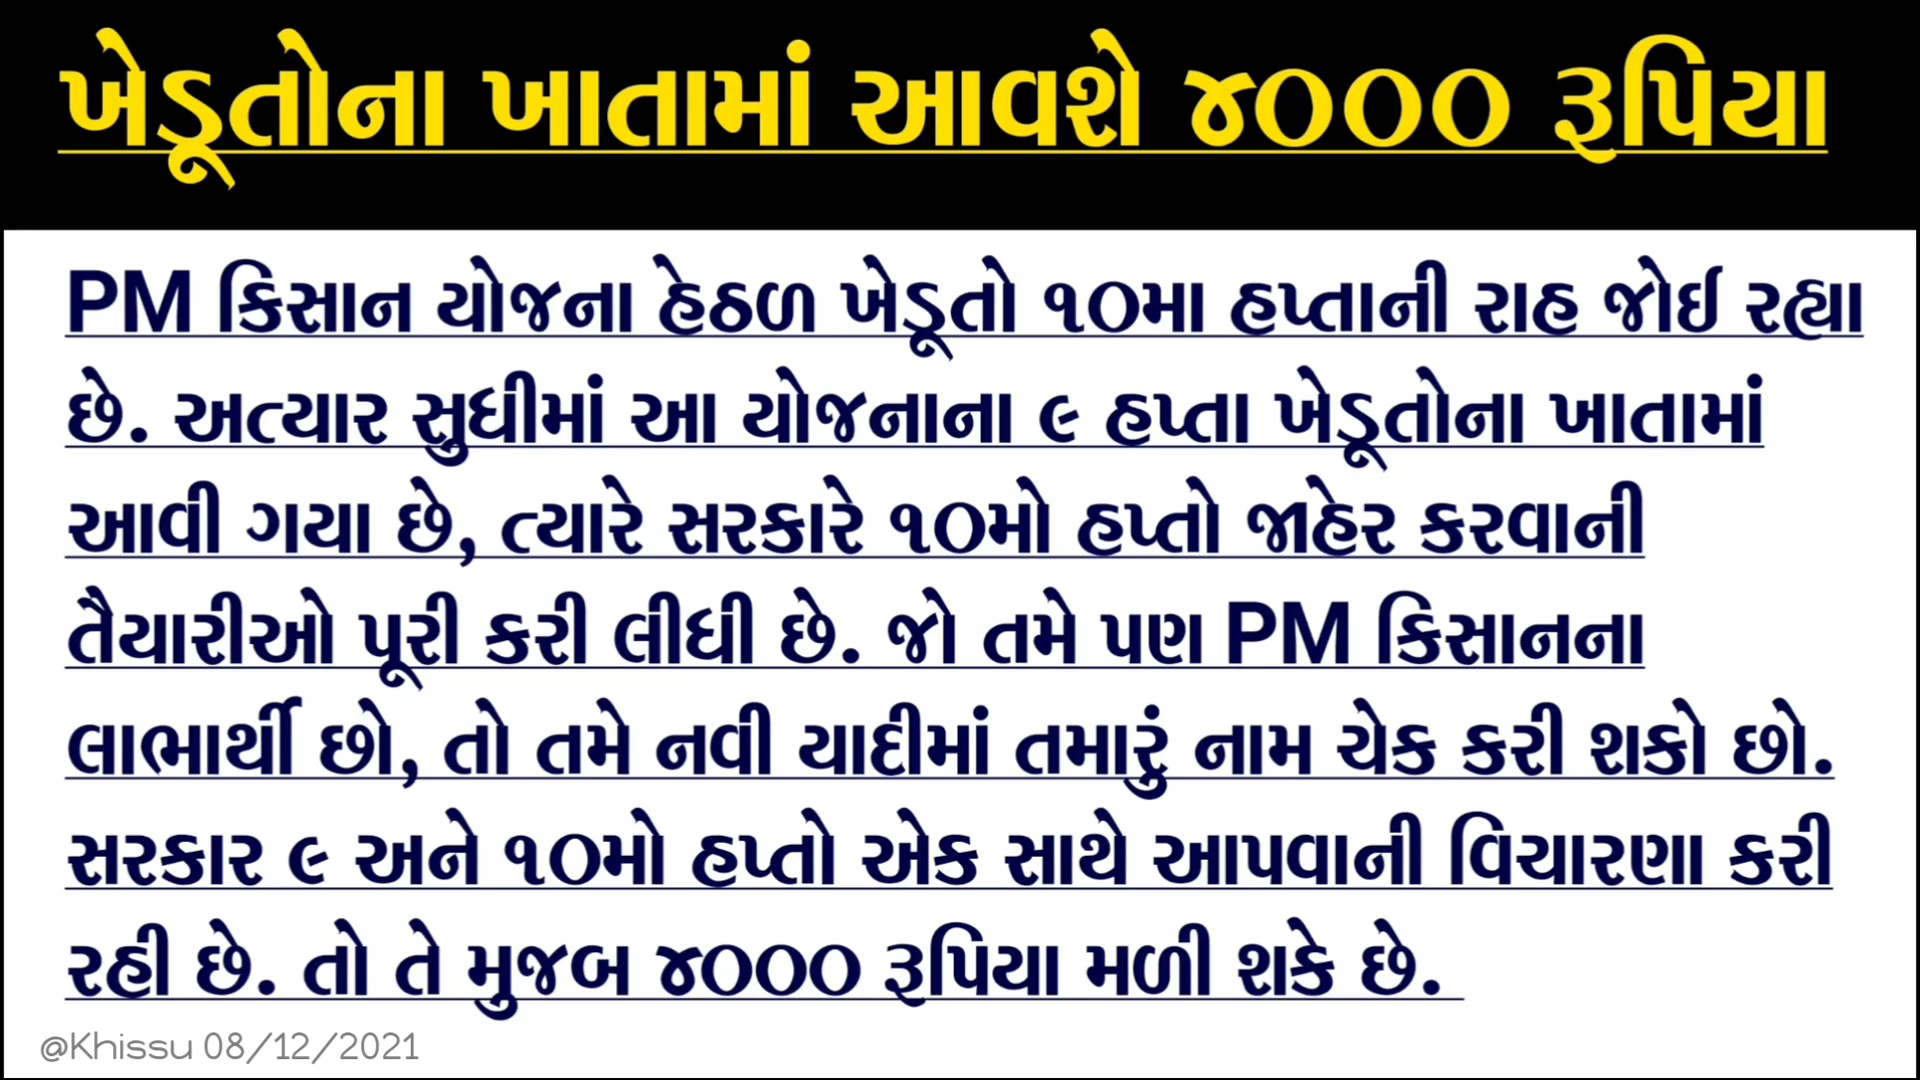 ખેડૂતોના ખાતામાં આવશે ૪૦૦૦ રૂપિયા
PM કિસાન યોજના હેઠળ ખેડૂતો ૧૦મા હપ્તાની રાહ જોઈ રહ્યા
છે. અત્યાર સુધીમાં આ યોજનાના ૯ હપ્તા ખેડૂતોના ખાતામાં
આવી ગયા છે, ત્યારે સરકારે ૧૦મો હપ્તો જાહેર કરવાની
તૈયારીઓ પૂરી કરી લીધી છે. જો તમે પણ PM કિસાનના
લાભાર્થી છો, તો તમે નવી યાદીમાં તમારું નામ ચેક કરી શકો છો.
સરકાર ૯ અને ૧૦મો હપ્તો એક સાથે આપવાની વિચારણા કરી
રહી છે. તો તે મુજબ ૪૦૦૦ રૂપિયા મળી શકે છે.
@Khissu 08/12/2021